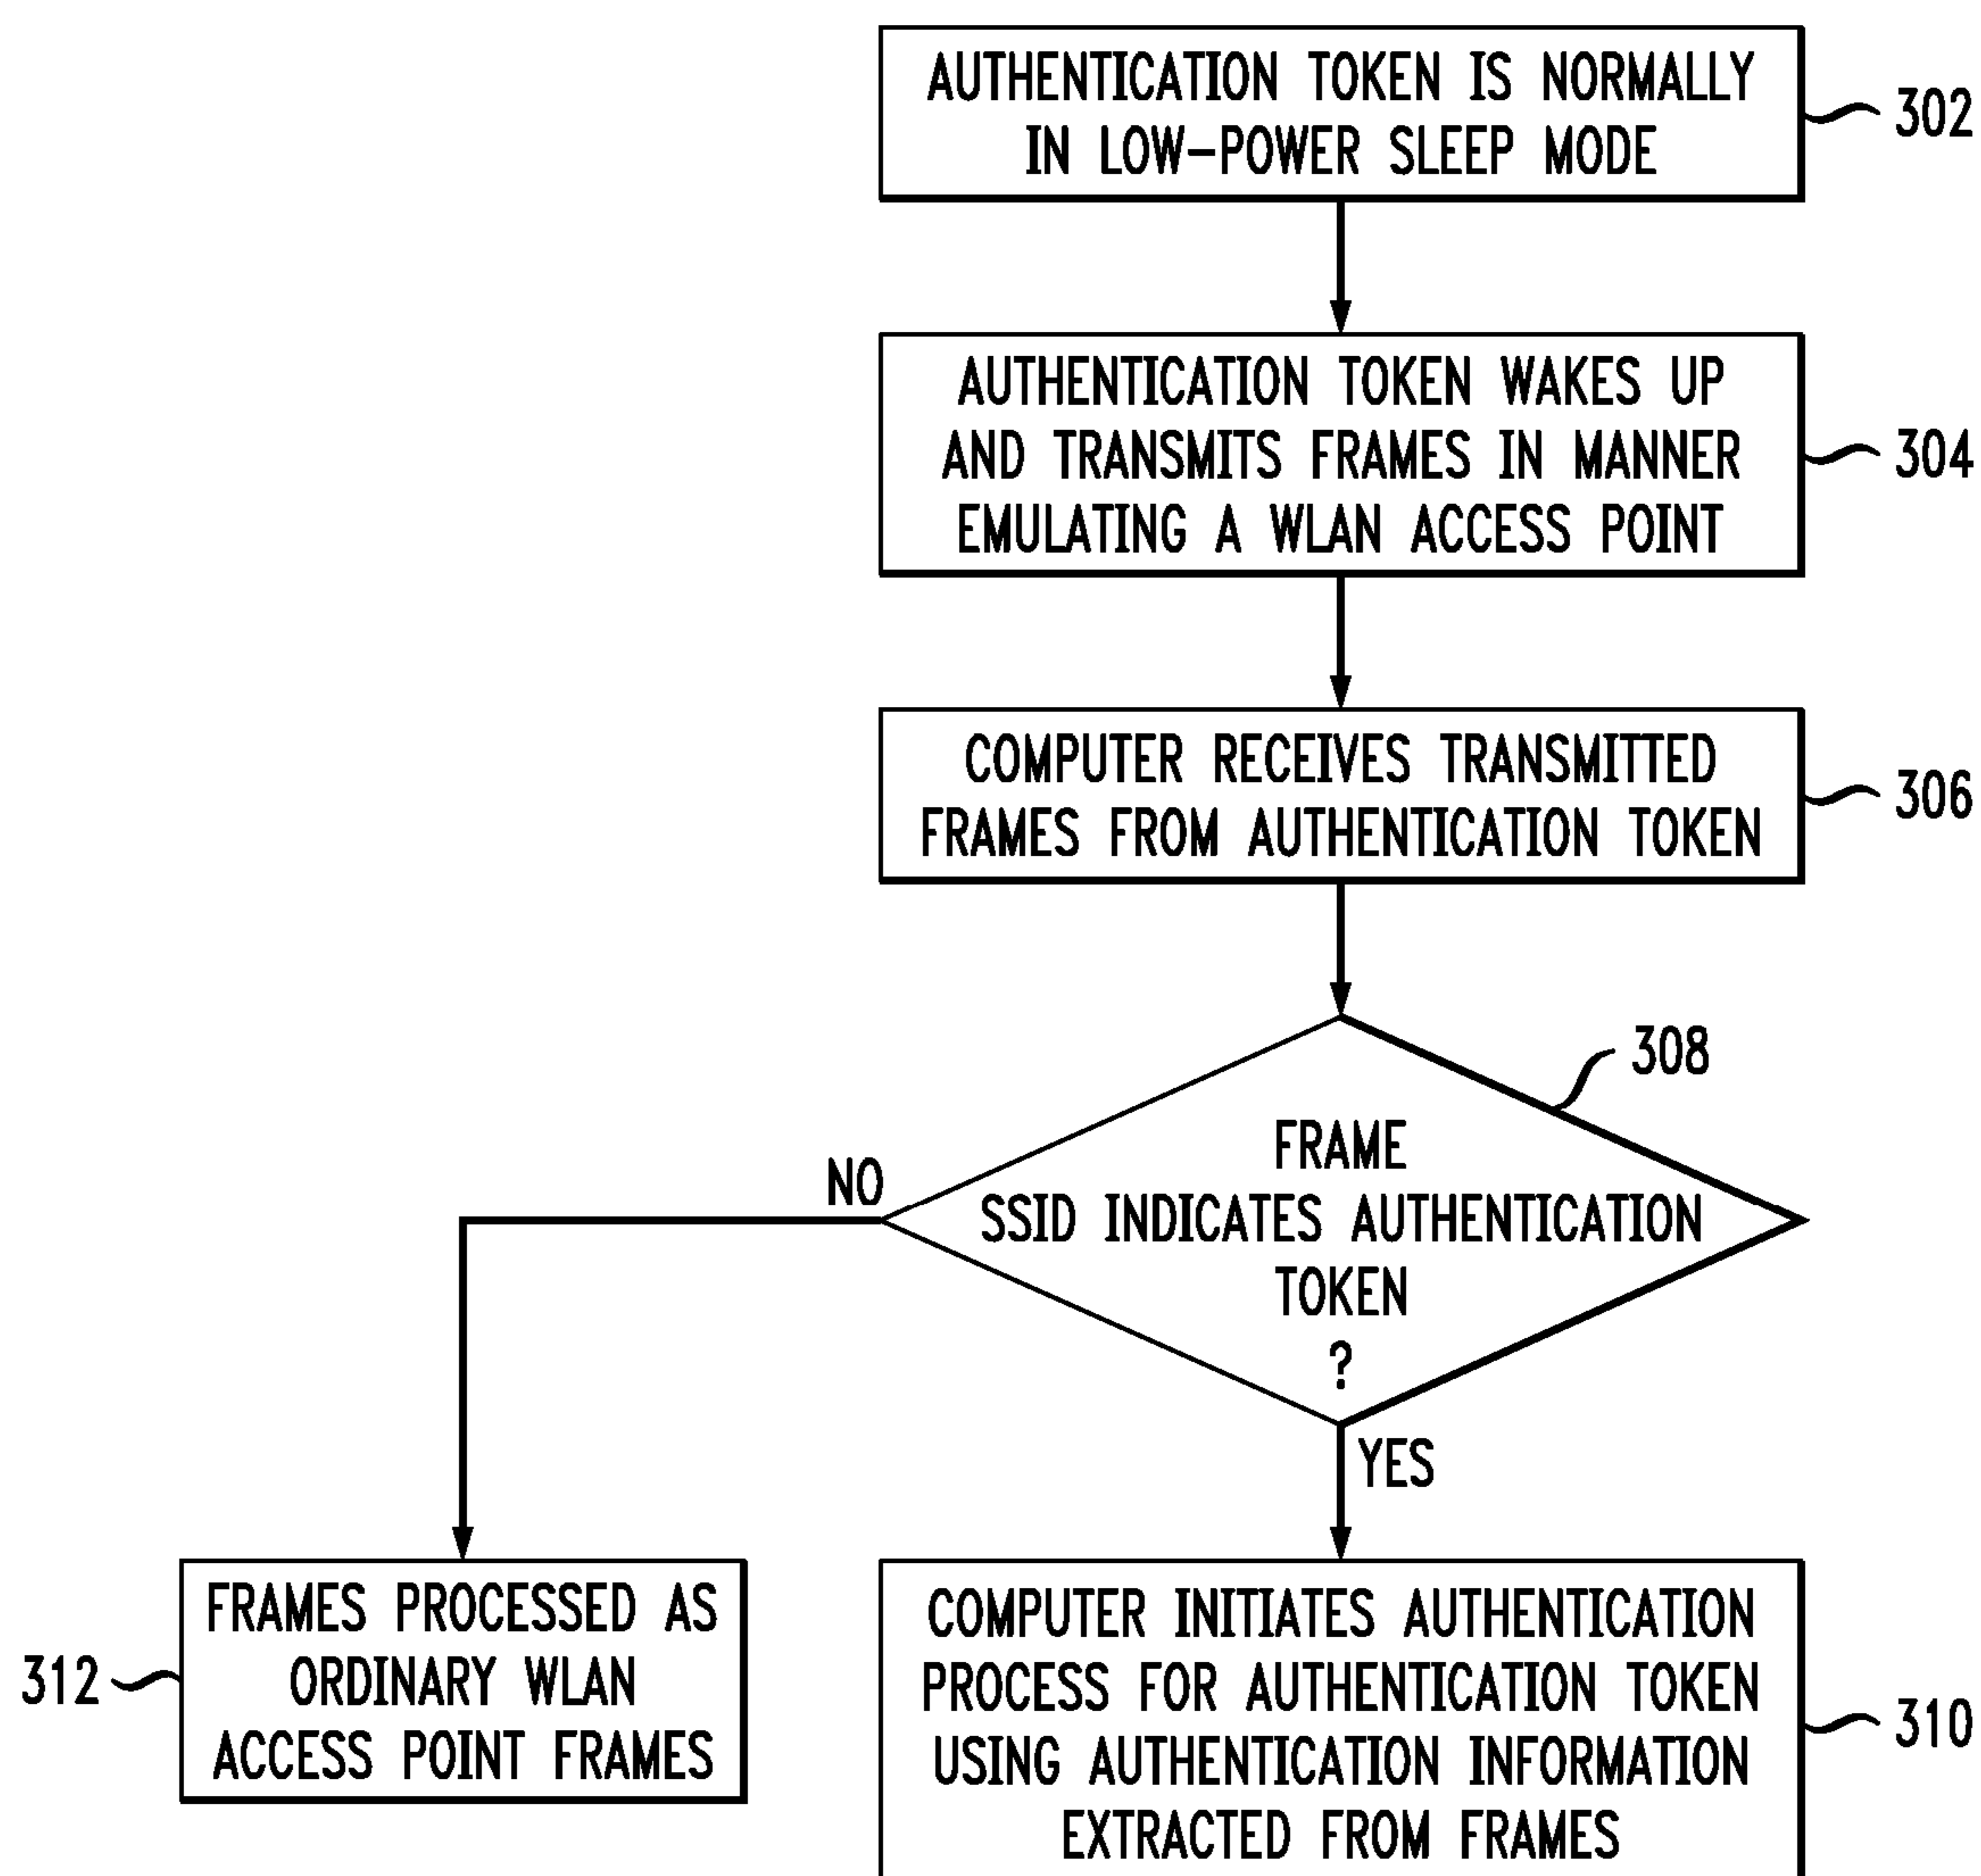 AUTHENTICATION TOKEN IS NORMALLY
IN LOW-POWER SLEEP MODE
302
AUTHENTICATION TOKEN WAKES UP
AND TRANSMITS FRAMES IN MANNER
EMULATING A WLAN ACCESS POINT
304
COMPUTER RECEIVES TRANSMITTED
FRAMES FROM AUTHENTICATION TOKEN
306
308
FRAME
SSID INDICATES AUTHENTICATION
TOKEN
?
NO
YES
FRAMES PROCESSED AS
ORDINARY WLAN
ACCESS POINT FRAMES
312
COMPUTER INITIATES AUTHENTICATION
PROCESS FOR AUTHENTICATION TOKEN
USING AUTHENTICATION INFORMATION
EXTRACTED FROM FRAMES
310